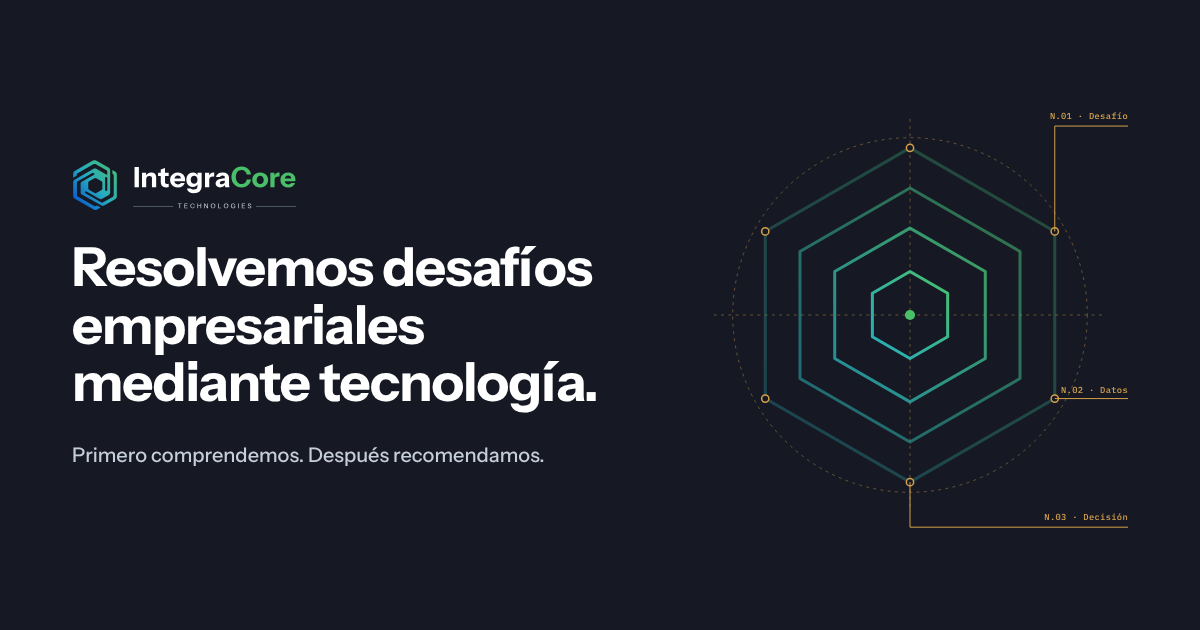 IntegraCore
TECHNOLOGIES
Resolvemos desafíos
empresariales
mediante tecnología.
Primero comprendemos. Después recomendamos.
N.01 · Desafío
N.02 · Datos
N.03 · Decisión